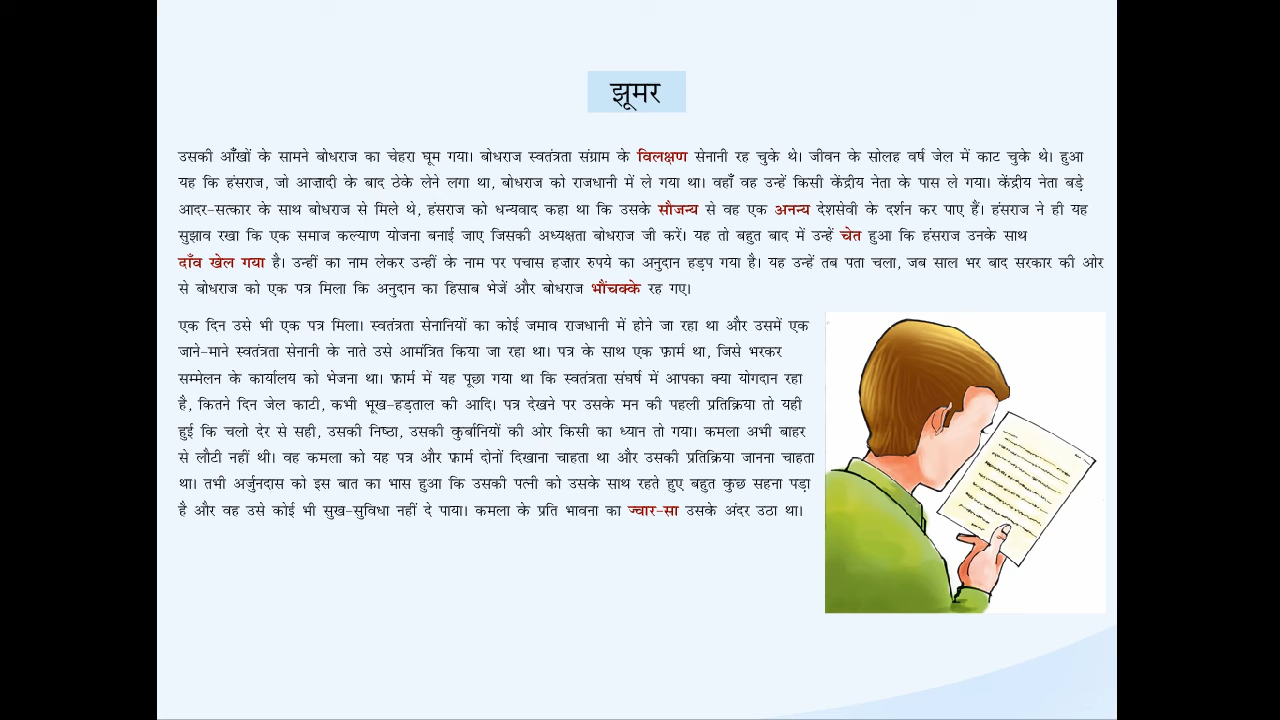 झूमर
उसकी आँखों के सामने बोधराज का चेहरा घूम गया। बोधराज स्वतंत्रता संग्राम के विलक्षण सेनानी रह चुके थे। जीवन के सोलह वर्ष जेल में काट चुके थे। हुआ
यह कि हंसराज, जो आज़ादी के बाद ठेके लेने लगा था, बोधराज को राजधानी में ले गया था। वहाँ वह उन्हें किसी केंद्रीय नेता के पास ले गया। केंद्रीय नेता बड़े
आदर-सत्कार के साथ बोधराज से मिले थे, हंसराज को धन्यवाद कहा था कि उसके सौजन्य से वह एक अनन्य देशसेवी के दर्शन कर पाए हैं। हंसराज ने ही यह
सुझाव रखा कि एक समाज कल्याण योजना बनाई जाए जिसकी अध्यक्षता बोधराज जी करें। यह तो बहुत बाद में उन्हें चेत हुआ कि हंसराज उनके साथ
दाँव खेल गया है। उन्हीं का नाम लेकर उन्हीं के नाम पर पचास हज़ार रुपये का अनुदान हड़प गया है। यह उन्हें तब पता चला, जब साल भर बाद सरकार की ओर
से बोधराज को एक पत्र मिला कि अनुदान का हिसाब भेजें और बोधराज भौंचक्के रह गए।
एक दिन उसे भी एक पत्र मिला। स्वतंत्रता सेनानियों का कोई जमाव राजधानी में होने जा रहा था और उसमें एक
जाने-माने स्वतंत्रता सेनानी के नाते उसे आमंत्रित किया जा रहा था। पत्र के साथ एक फ़ार्म था, जिसे भरकर
सम्मेलन के कार्यालय को भेजना था। फ़ार्म में यह पूछा गया था कि स्वतंत्रता संघर्ष में आपका क्या योगदान रहा
है, कितने दिन जेल काटी, कभी भूख-हड़ताल की आदि। पत्र देखने पर उसके मन की पहली प्रतिक्रिया तो यही
हुई कि चलो देर से सही, उसकी निष्ठा, उसकी कुर्बानियों की ओर किसी का ध्यान तो गया। कमला अभी बाहर
से लौटी नहीं थी। वह कमला को यह पत्र और फ़ार्म दोनों दिखाना चाहता था और उसकी प्रतिक्रिया जानना चाहता
था। तभी अर्जुनदास को इस बात का भास हुआ कि उसकी पत्नी को उसके साथ रहते हुए बहुत कुछ सहना पड़ा
है और वह उसे कोई भी सुख-सुविधा नहीं दे पाया। कमला के प्रति भावना का ज्वार-सा उसके अंदर उठा था।